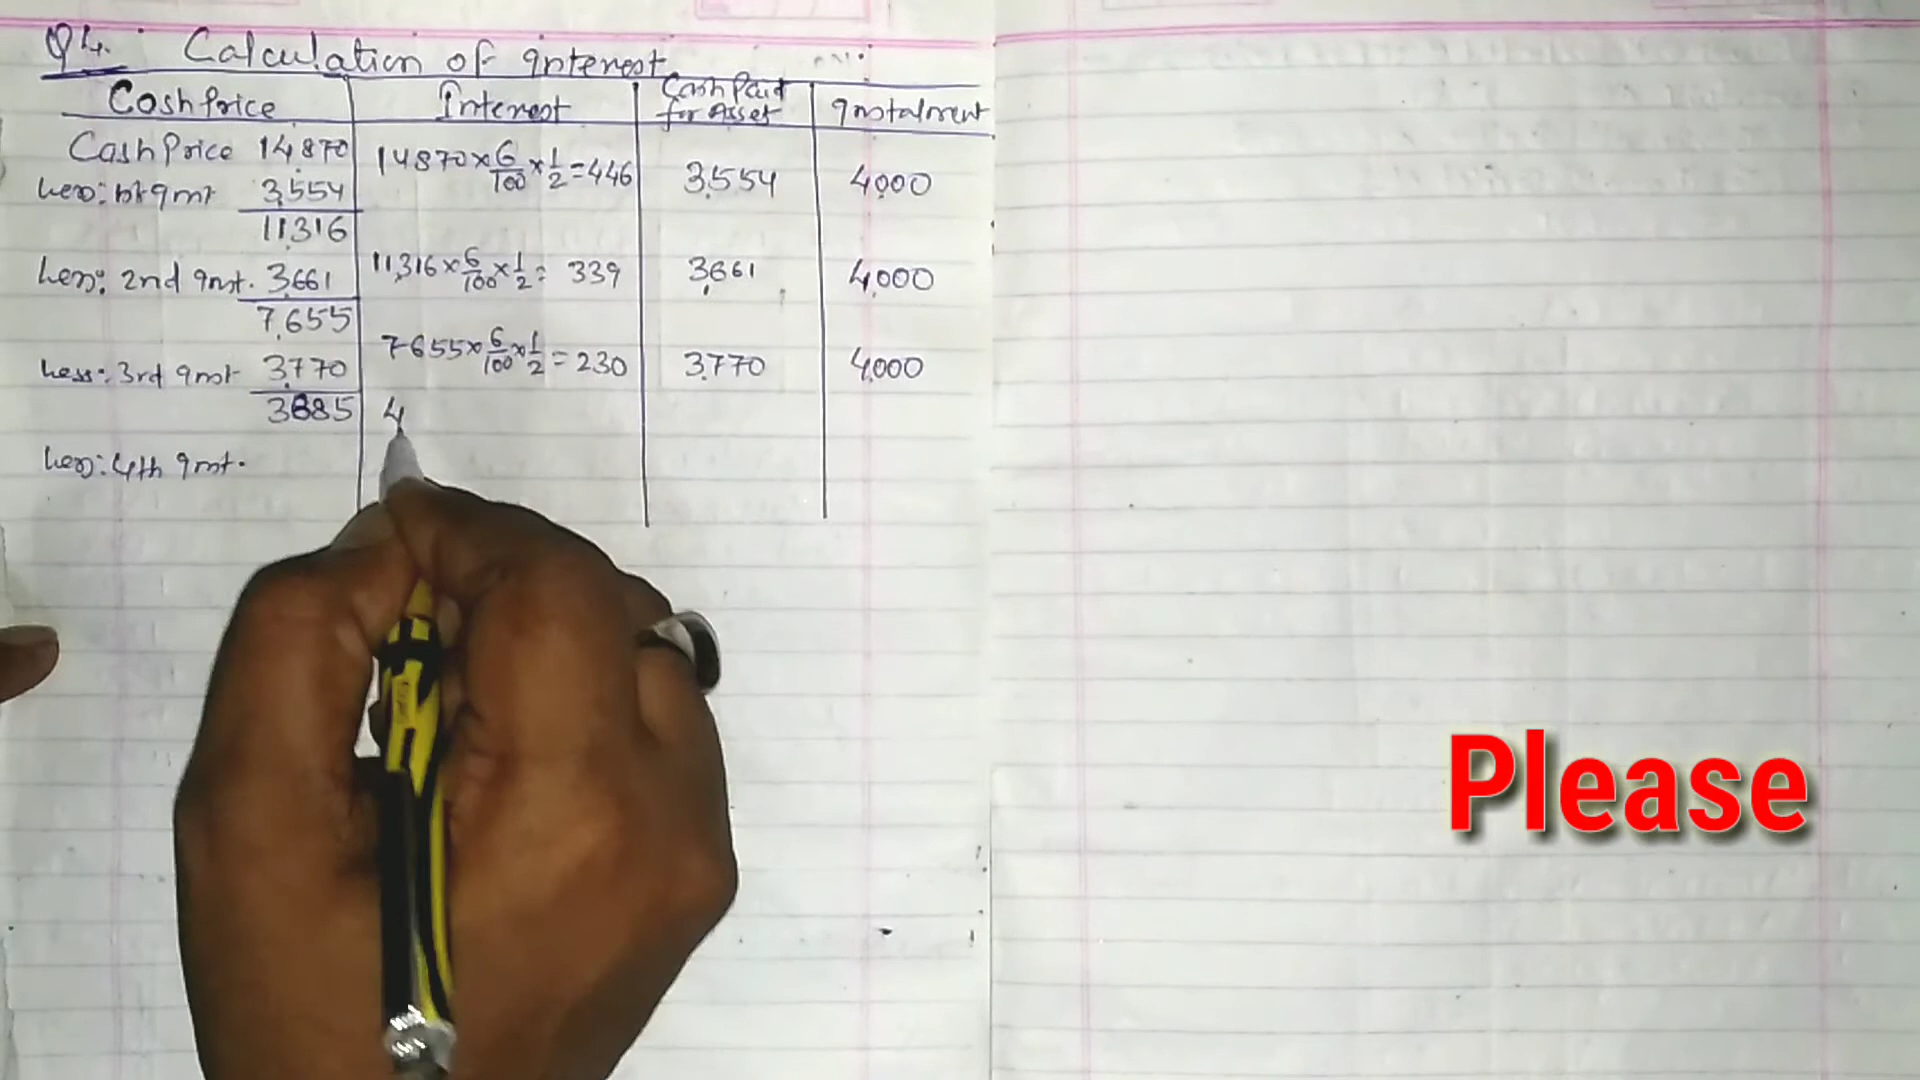 Q4. Calculation of Interest
Cash Price Interest Cash Paid for Asset Instalment
Cash Price 14,870 14870 × 6/100 × 1/2 = 446 3,554 4,000
Less: Ist Inst 3,554
11,316
Less: 2nd Inst. 3,661 11,316 × 6/100 × 1/2 = 339 3,661 4,000
7,655
Less: 3rd Inst 3,770 7655 × 6/100 × 1/2 = 230 3,770 4,000
3885 4
Less: 4th Inst.
Please